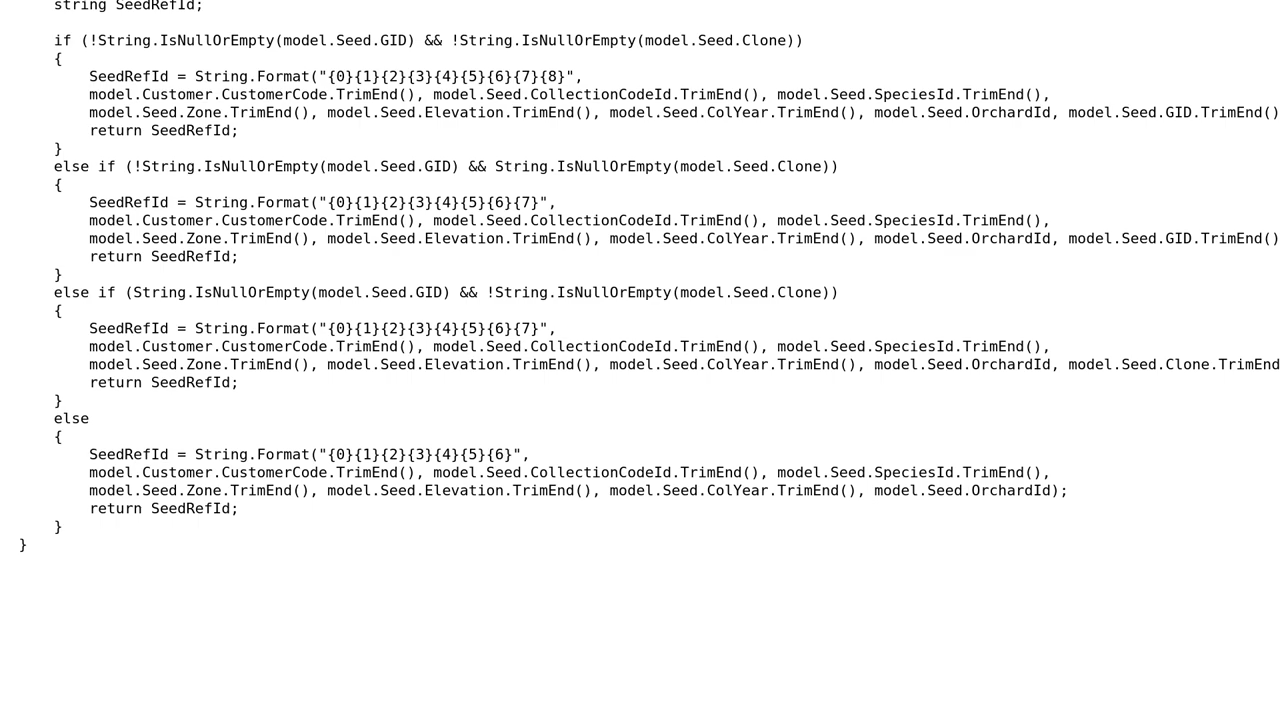 string SeedRefId;
if (!String.IsNullOrEmpty(model.Seed.GID) && !String.IsNullOrEmpty(model.Seed.Clone))
{
SeedRefId = String.Format("{0}{1}{2}{3}{4}{5}{6}{7}{8}",
model.Customer.CustomerCode.TrimEnd(), model.Seed.CollectionCodeId.TrimEnd(), model.Seed.SpeciesId.TrimEnd(),
model.Seed.Zone.TrimEnd(), model.Seed.Elevation.TrimEnd(), model.Seed.ColYear.TrimEnd(), model.Seed.OrchardId, model.Seed.GID.TrimEnd()
return SeedRefId;
}
else if (!String.IsNullOrEmpty(model.Seed.GID) && String.IsNullOrEmpty(model.Seed.Clone))
{
SeedRefId = String.Format("{0}{1}{2}{3}{4}{5}{6}{7}",
model.Customer.CustomerCode.TrimEnd(), model.Seed.CollectionCodeId.TrimEnd(), model.Seed.SpeciesId.TrimEnd(),
model.Seed.Zone.TrimEnd(), model.Seed.Elevation.TrimEnd(), model.Seed.ColYear.TrimEnd(), model.Seed.OrchardId, model.Seed.GID.TrimEnd()
return SeedRefId;
}
else if (String.IsNullOrEmpty(model.Seed.GID) && !String.IsNullOrEmpty(model.Seed.Clone))
{
SeedRefId = String.Format("{0}{1}{2}{3}{4}{5}{6}{7}",
model.Customer.CustomerCode.TrimEnd(), model.Seed.CollectionCodeId.TrimEnd(), model.Seed.SpeciesId.TrimEnd(),
model.Seed.Zone.TrimEnd(), model.Seed.Elevation.TrimEnd(), model.Seed.ColYear.TrimEnd(), model.Seed.OrchardId, model.Seed.Clone.TrimEnd
return SeedRefId;
}
else
{
SeedRefId = String.Format("{0}{1}{2}{3}{4}{5}{6}",
model.Customer.CustomerCode.TrimEnd(), model.Seed.CollectionCodeId.TrimEnd(), model.Seed.SpeciesId.TrimEnd(),
model.Seed.Zone.TrimEnd(), model.Seed.Elevation.TrimEnd(), model.Seed.ColYear.TrimEnd(), model.Seed.OrchardId);
return SeedRefId;
}
}